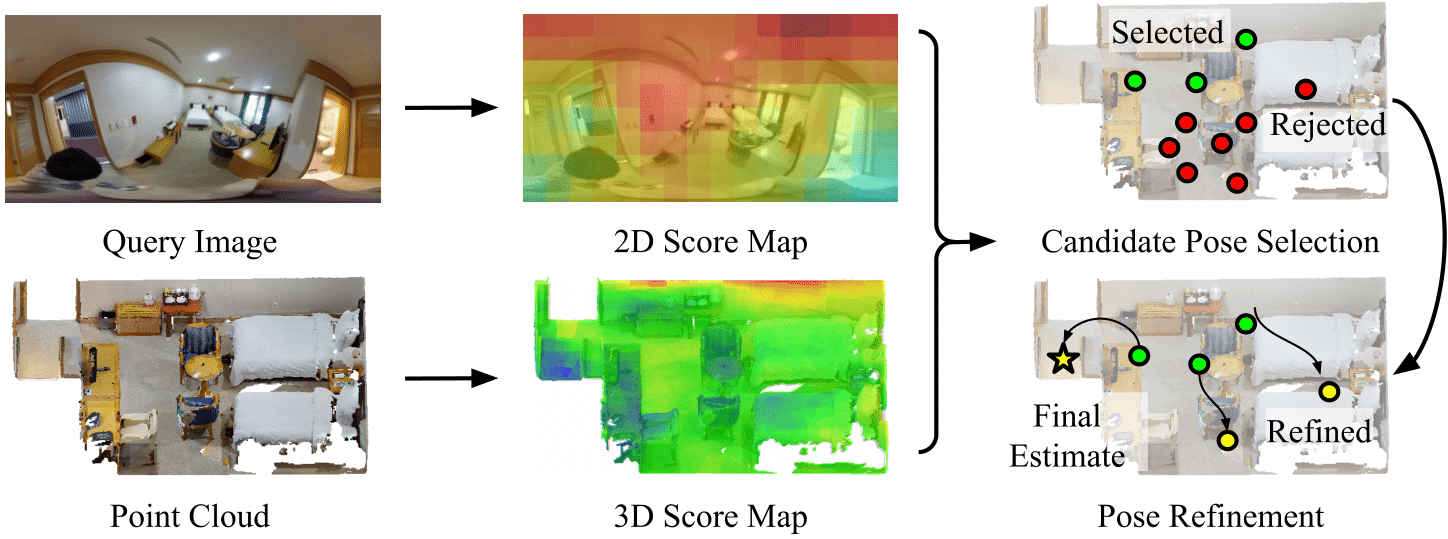 Selected
Rejected
Query Image
2D Score Map
Candidate Pose Selection
Final
Estimate
Refined
Point Cloud
3D Score Map
Pose Refinement